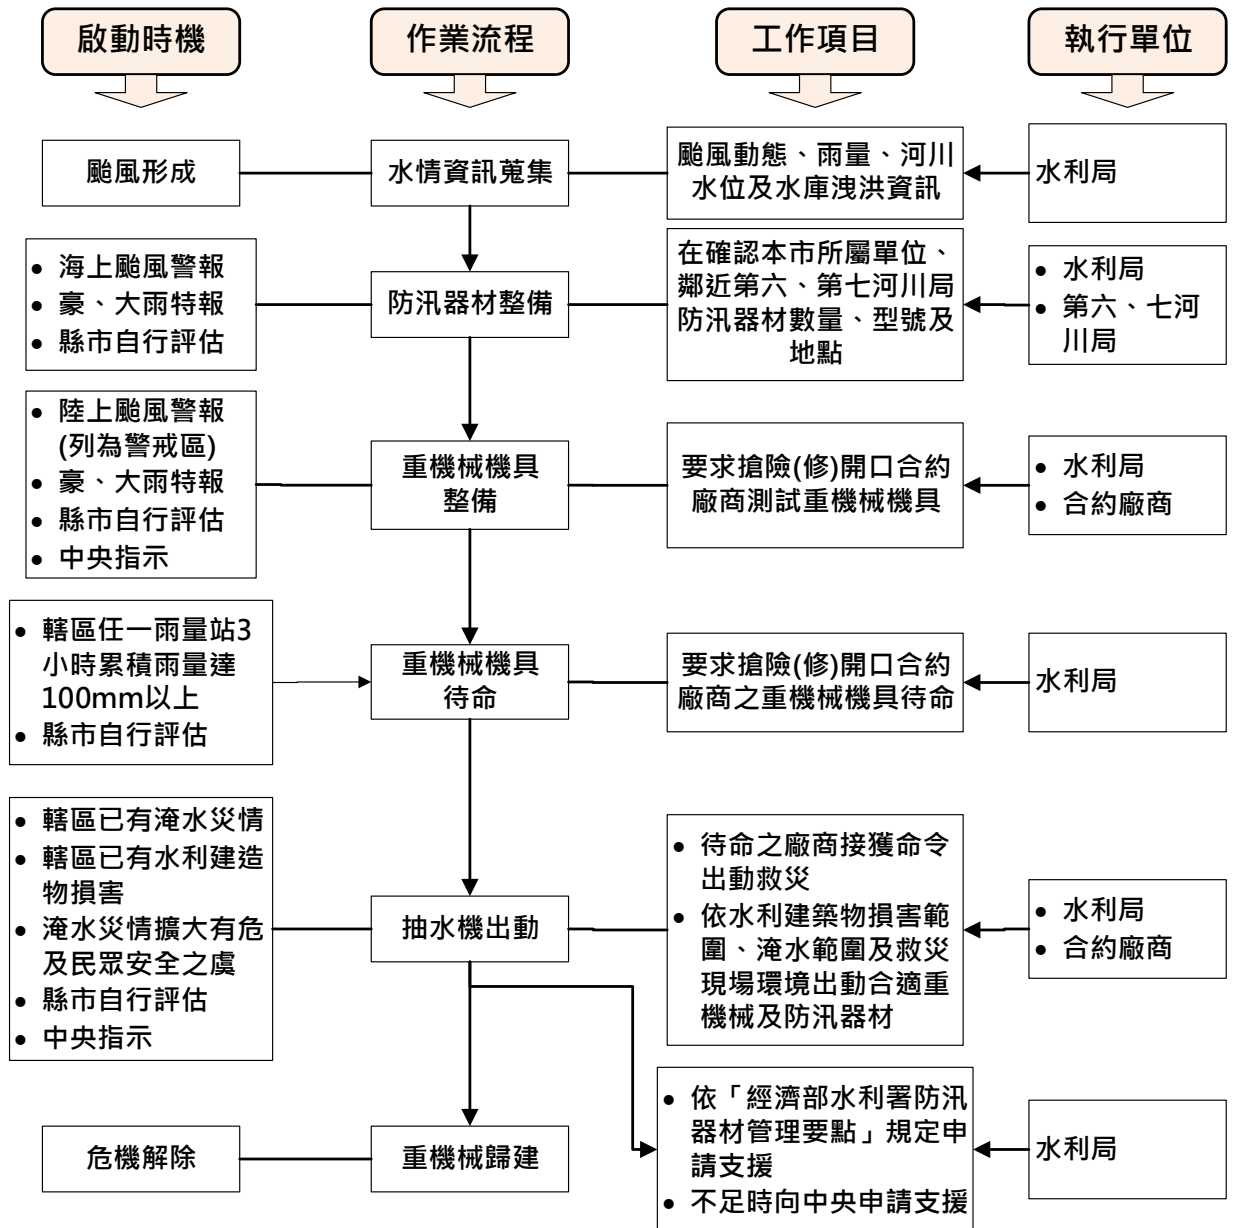 啟動時機
作業流程
工作項目
執行單位
颱風形成
水情資訊蒐集
颱風動態、雨量、河川
水位及水庫洩洪資訊
水利局
• 海上颱風警報
• 豪、大雨特報
• 縣市自行評估
防汛器材整備
在確認本市所屬單位、
鄰近第六、第七河川局
防汛器材數量、型號及
地點
• 水利局
• 第六、七河
川局
• 陸上颱風警報
(列為警戒區)
• 豪、大雨特報
• 縣市自行評估
• 中央指示
重機械機具
整備
要求搶險(修)開口合約
廠商測試重機械機具
• 水利局
• 合約廠商
• 轄區任一雨量站3
小時累積雨量達
100mm以上
• 縣市自行評估
重機械機具
待命
要求搶險(修)開口合約
廠商之重機械機具待命
水利局
• 轄區已有淹水災情
• 轄區已有水利建造
物損害
• 淹水災情擴大有危
及民眾安全之虞
• 縣市自行評估
• 中央指示
抽水機出動
• 待命之廠商接獲命令
出動救災
• 依水利建築物損害範
圍、淹水範圍及救災
現場環境出動合適重
機械及防汛器材
• 水利局
• 合約廠商
危機解除
重機械歸建
• 依「經濟部水利署防汛
器材管理要點」規定申
請支援
• 不足時向中央申請支援
水利局